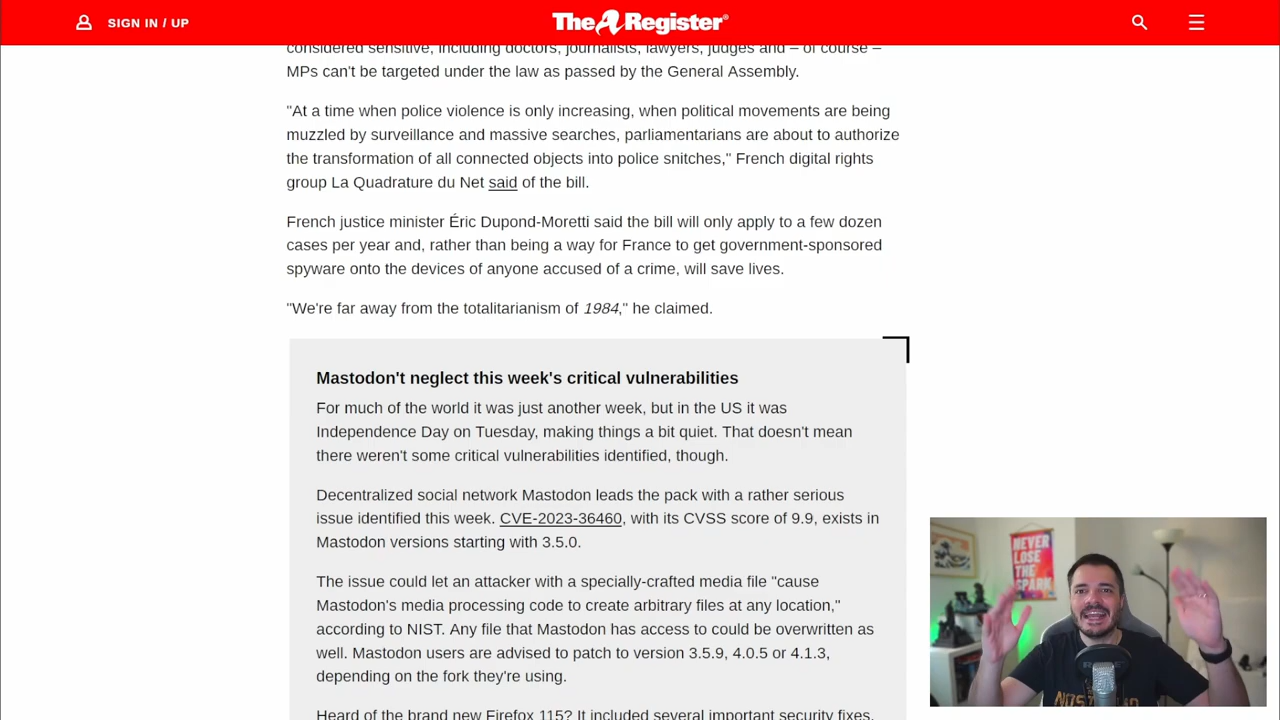 SIGN IN / UP
The Register®
considered sensitive, including doctors, journalists, lawyers, judges and – of course –
MPs can't be targeted under the law as passed by the General Assembly.
"At a time when police violence is only increasing, when political movements are being
muzzled by surveillance and massive searches, parliamentarians are about to authorize
the transformation of all connected objects into police snitches," French digital rights
group La Quadrature du Net said of the bill.
French justice minister Éric Dupond-Moretti said the bill will only apply to a few dozen
cases per year and, rather than being a way for France to get government-sponsored
spyware onto the devices of anyone accused of a crime, will save lives.
"We're far away from the totalitarianism of 1984," he claimed.
Mastodon't neglect this week's critical vulnerabilities
For much of the world it was just another week, but in the US it was
Independence Day on Tuesday, making things a bit quiet. That doesn't mean
there weren't some critical vulnerabilities identified, though.
Decentralized social network Mastodon leads the pack with a rather serious
issue identified this week. CVE-2023-36460, with its CVSS score of 9.9, exists in
Mastodon versions starting with 3.5.0.
The issue could let an attacker with a specially-crafted media file "cause
Mastodon's media processing code to create arbitrary files at any location,"
according to NIST. Any file that Mastodon has access to could be overwritten as
well. Mastodon users are advised to patch to version 3.5.9, 4.0.5 or 4.1.3,
depending on the fork they're using.
Heard of the brand new Firefox 115? It included several important security fixes,
NEVER
LOSE
THE
SPARK